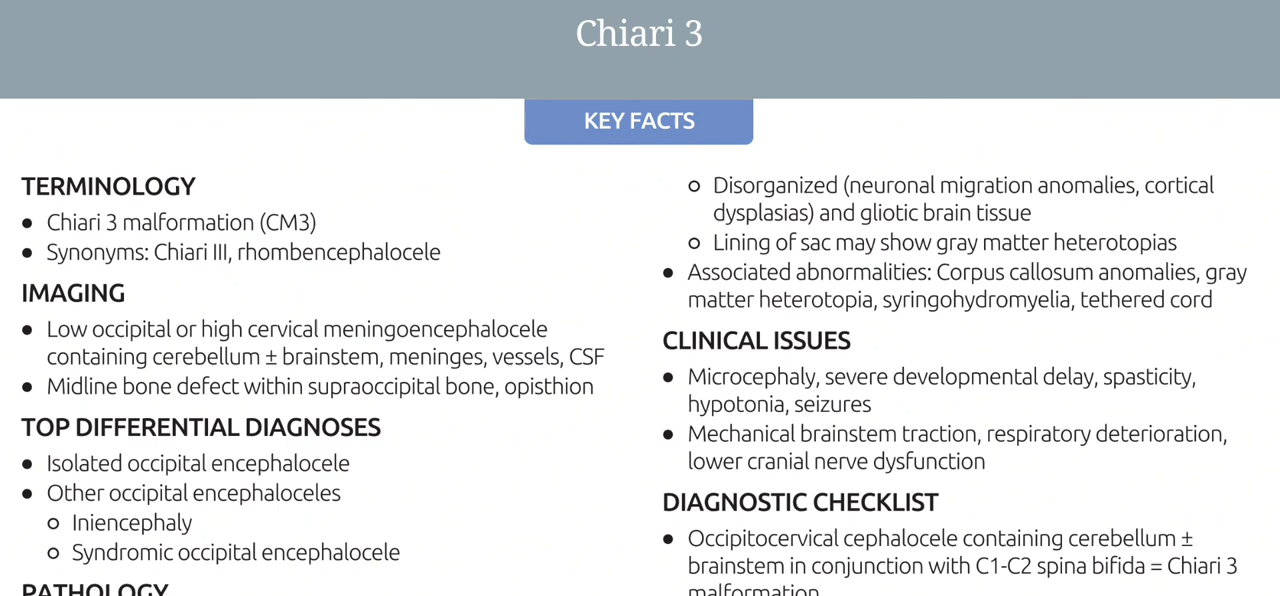 Chiari 3
KEY FACTS
TERMINOLOGY
● Chiari 3 malformation (CM3)
● Synonyms: Chiari III, rhombencephalocele
IMAGING
● Low occipital or high cervical meningoencephalocele
containing cerebellum ± brainstem, meninges, vessels, CSF
● Midline bone defect within supraoccipital bone, opisthion
TOP DIFFERENTIAL DIAGNOSES
● Isolated occipital encephalocele
● Other occipital encephaloceles
○ Iniencephaly
○ Syndromic occipital encephalocele
PATHOLOGY
○ Disorganized (neuronal migration anomalies, cortical
dysplasias) and gliotic brain tissue
○ Lining of sac may show gray matter heterotopias
● Associated abnormalities: Corpus callosum anomalies, gray
matter heterotopia, syringohydromyelia, tethered cord
CLINICAL ISSUES
● Microcephaly, severe developmental delay, spasticity,
hypotonia, seizures
● Mechanical brainstem traction, respiratory deterioration,
lower cranial nerve dysfunction
DIAGNOSTIC CHECKLIST
● Occipitocervical cephalocele containing cerebellum ±
brainstem in conjunction with C1-C2 spina bifida = Chiari 3
malformation